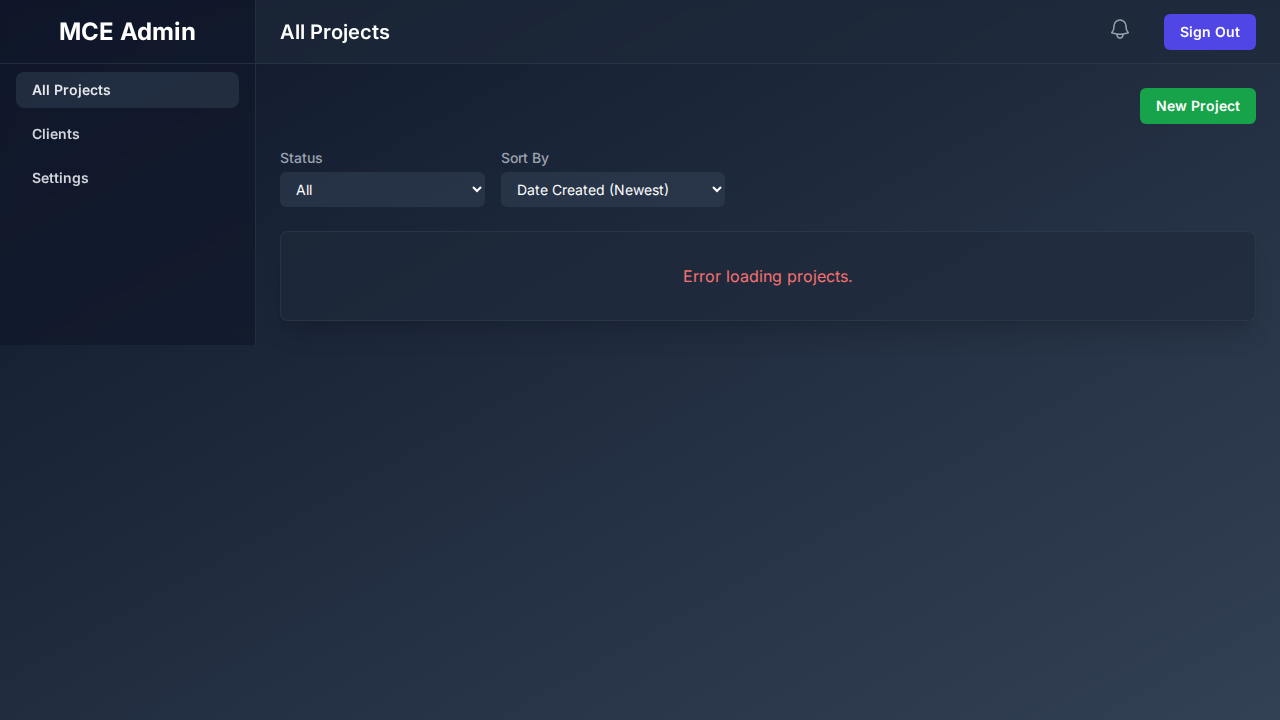 MCE Admin
All Projects
Clients
Settings
All Projects
Sign Out
New Project
Status
All
Sort By
Date Created (Newest)
Error loading projects.